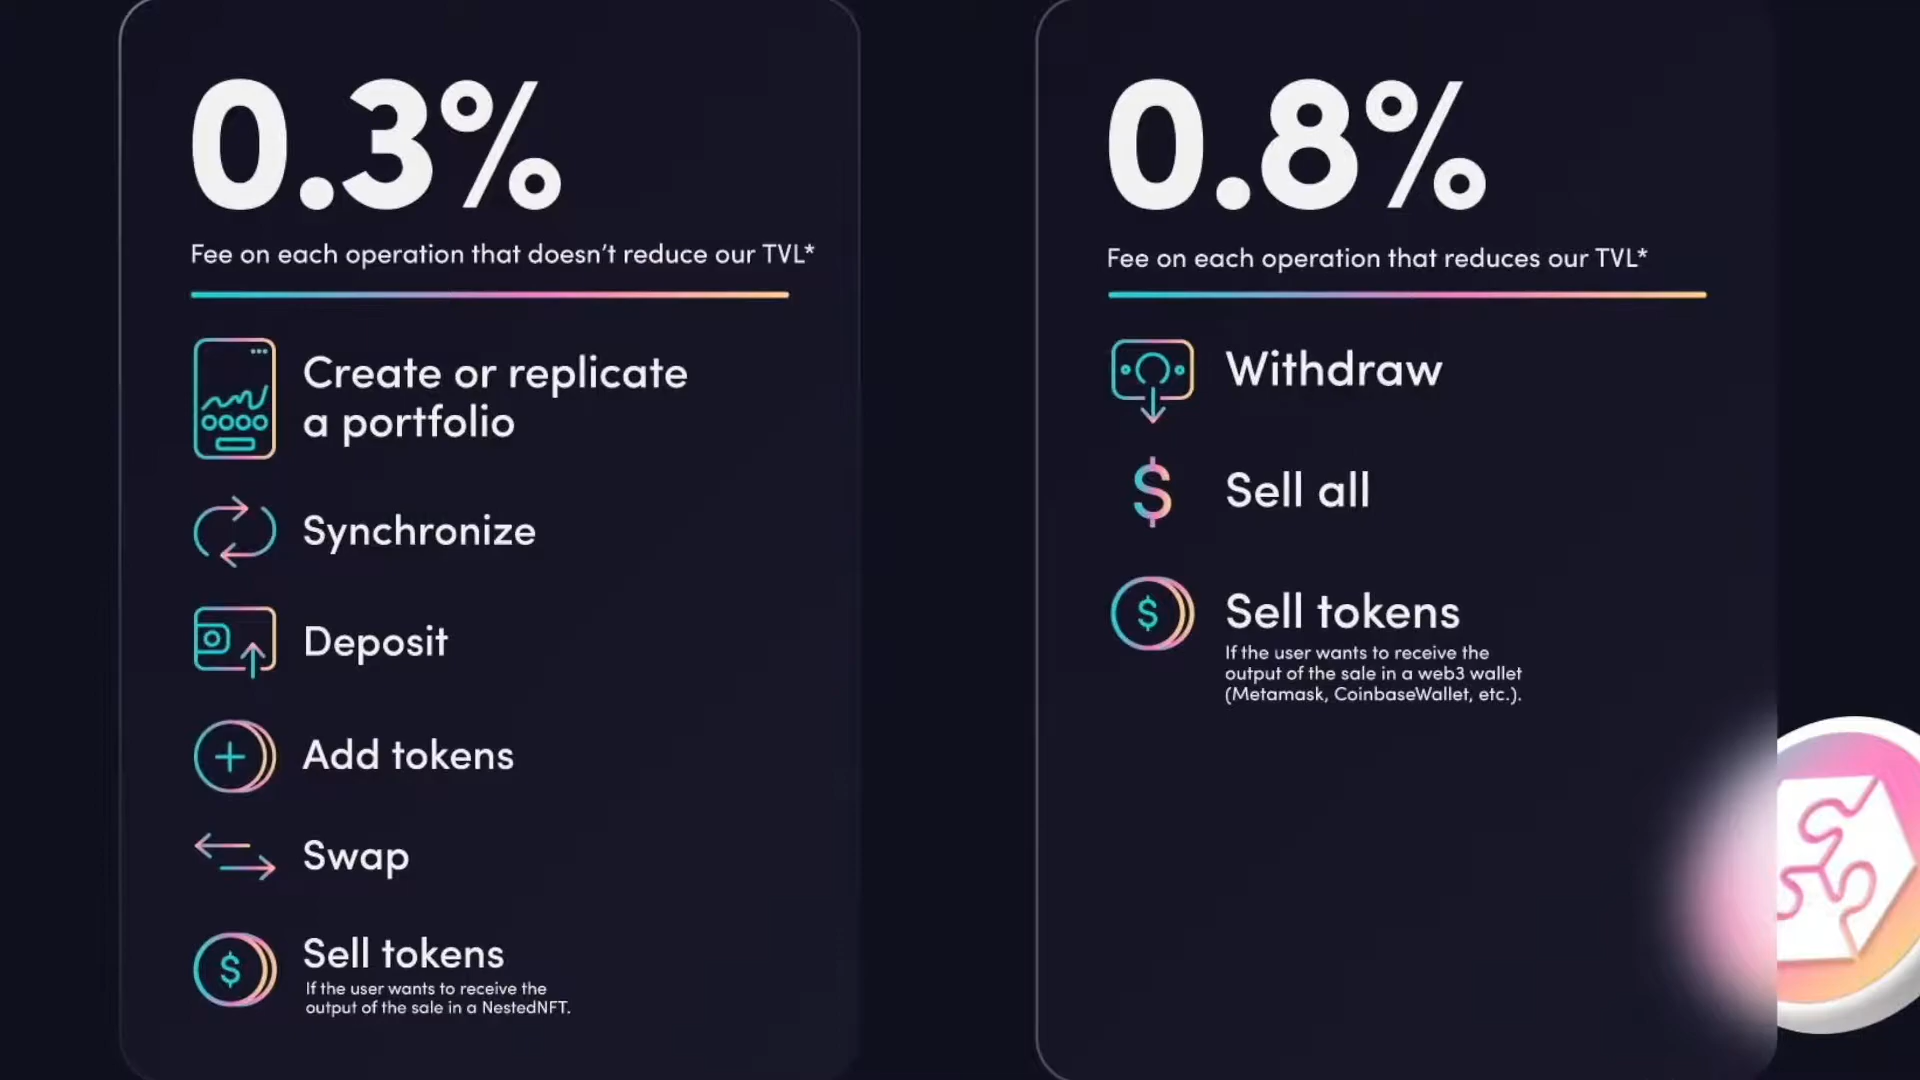 0.3%
Fee on each operation that doesn't reduce our TVL*
Create or replicate
a portfolio
Synchronize
Deposit
Add tokens
Swap
Sell tokens
If the user wants to receive the
output of the sale in a NestedNFT.
0.8%
Fee on each operation that reduces our TVL*
Withdraw
$
Sell all
$
Sell tokens
If the user wants to receive the
output of the sale in a web3 wallet
(Metamask, CoinbaseWallet, etc.).